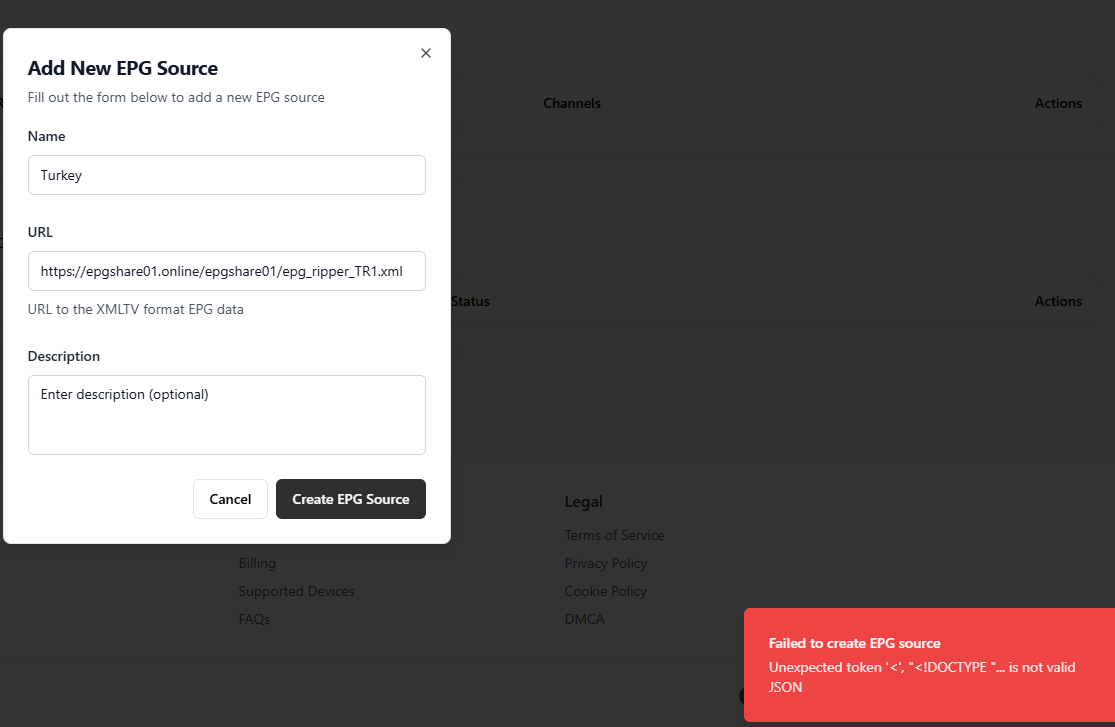 Add New EPG Source
Fill out the form below to add a new EPG source
Name
Turkey
URL
https://epgshare01.online/epgshare01/epg_ripper_TR1.xml
URL to the XMLTV format EPG data
Description
Enter description (optional)
Cancel
Create EPG Source
Channels
Actions
Status
Actions
Billing
Supported Devices
FAQs
Legal
Terms of Service
Privacy Policy
Cookie Policy
DMCA
Failed to create EPG source
Unexpected token '<', "<!DOCTYPE "... is not valid
JSON